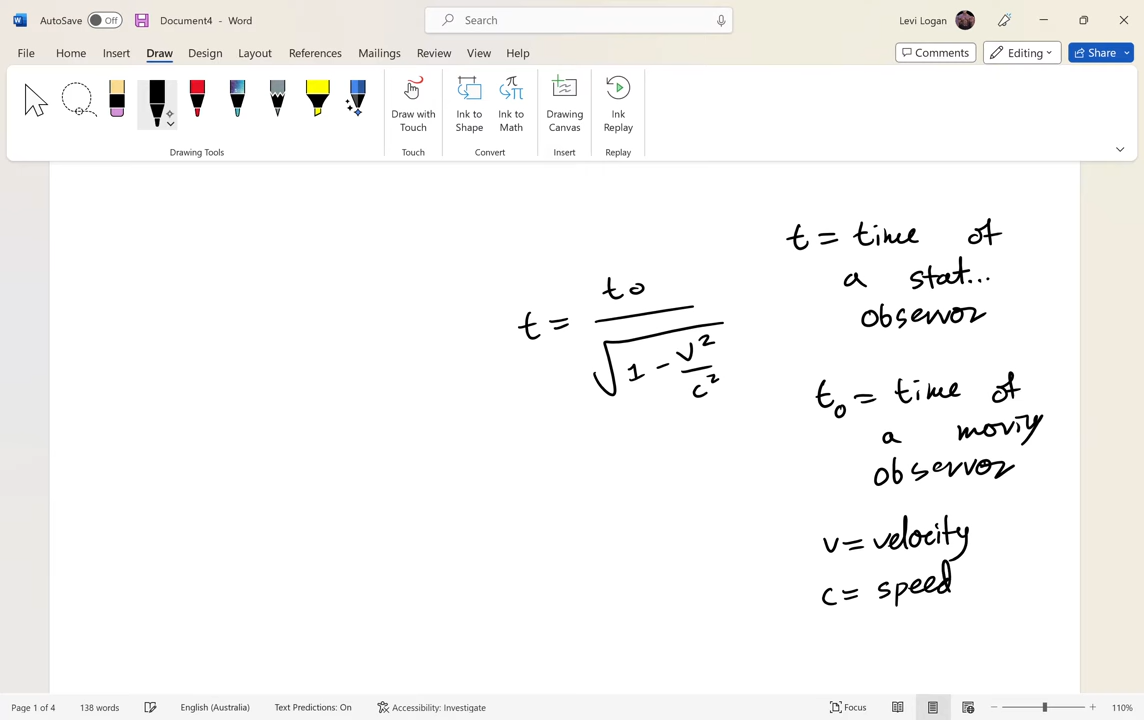 AutoSave Off Document4 - Word Search Levi Logan
File Home Insert Draw Design Layout References Mailings Review View Help Comments Editing Share
Draw with Touch
Ink to Shape
Ink to Math
Drawing Canvas
Ink Replay
Drawing Tools Touch Convert Insert Replay
t = t0 / √(1 - v²/c²)
t = time of
a stat...
observor
t₀ = time of
a moving
observor
v = velocity
c = speed
Page 1 of 4 138 words English (Australia) Text Predictions: On Accessibility: Investigate Focus 110%